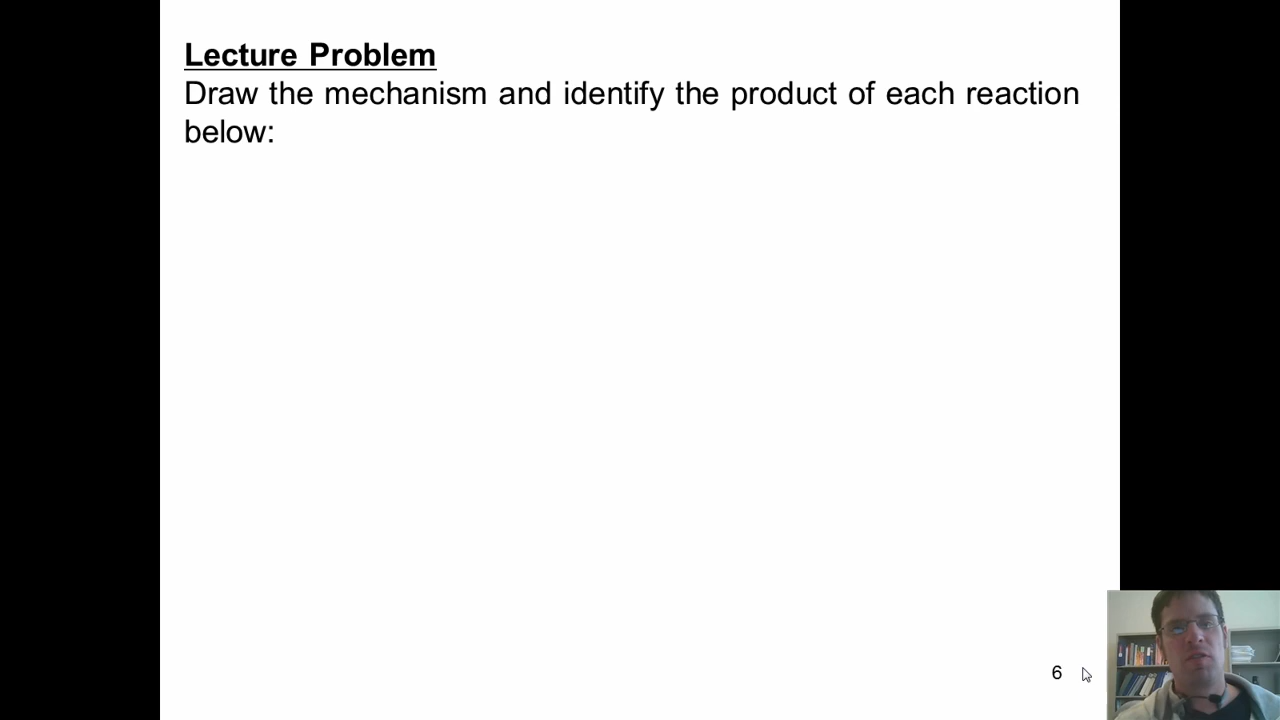 Lecture Problem
Draw the mechanism and identify the product of each reaction
below:
6